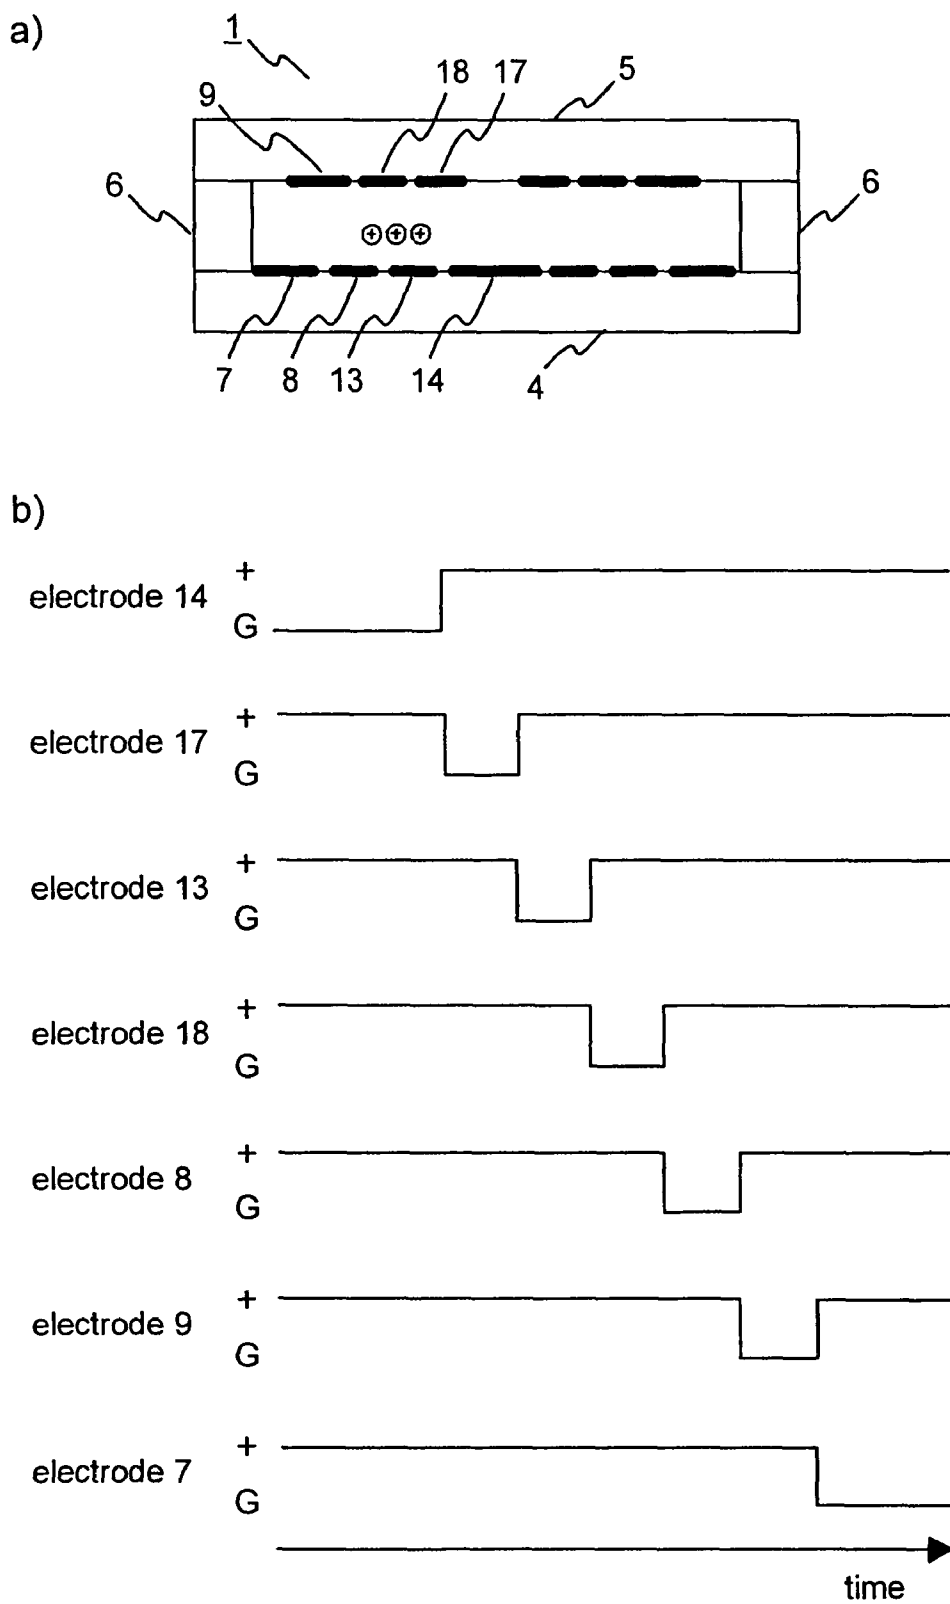 a)
1
18 17 5
9
6 6
⊕⊕⊕
7 8 13 14 4
b)
+
electrode 14
G
+
electrode 17
G
+
electrode 13
G
+
electrode 18
G
+
electrode 8
G
+
electrode 9
G
+
electrode 7
G
time